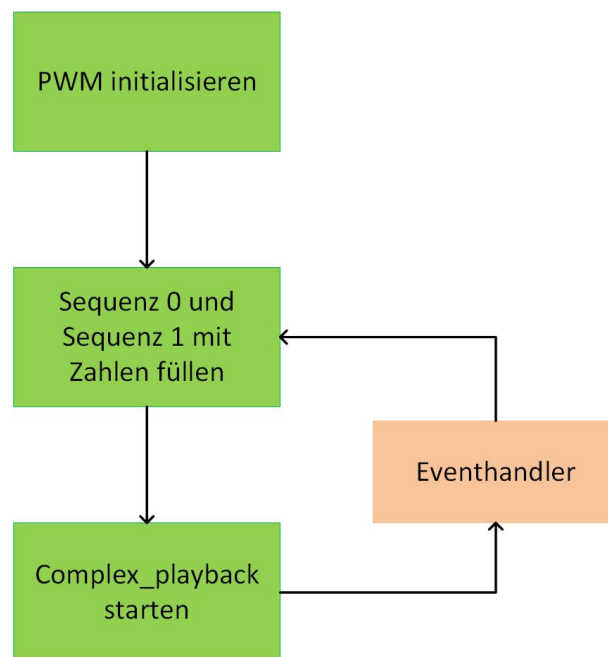 PWM initialisieren
Sequenz 0 und
Sequenz 1 mit
Zahlen füllen
Eventhandler
Complex_playback
starten